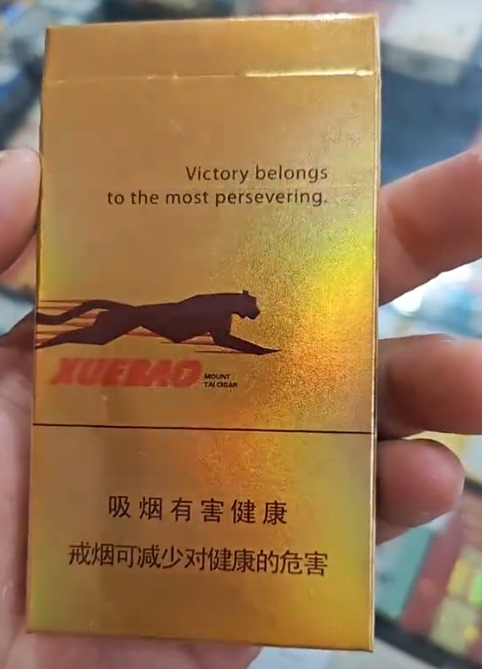 Victory belongs
to the most persevering.
XUEBAO
MOUNT
TAI CIGAR
吸烟有害健康
戒烟可减少对健康的危害